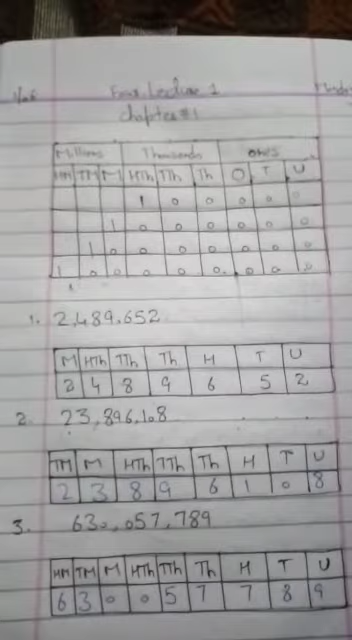 Lecture 1
chapter #1
Millions Thousands Ones
HM TM M HTh TTh Th O T U
1 0 0 0 0 0
1 0 0 0 0 0 0
1 0 0 0 0 0 0 0
1 0 0 0 0 0 0 0 0
1. 2,489,652
M HTh TTh Th H T U
2 4 8 9 6 5 2
2. 23,896,108
TM M HTh TTh Th H T U
2 3 8 9 6 1 0 8
3. 630,057,789
HM TM M HTh TTh Th H T U
6 3 0 0 5 7 7 8 9